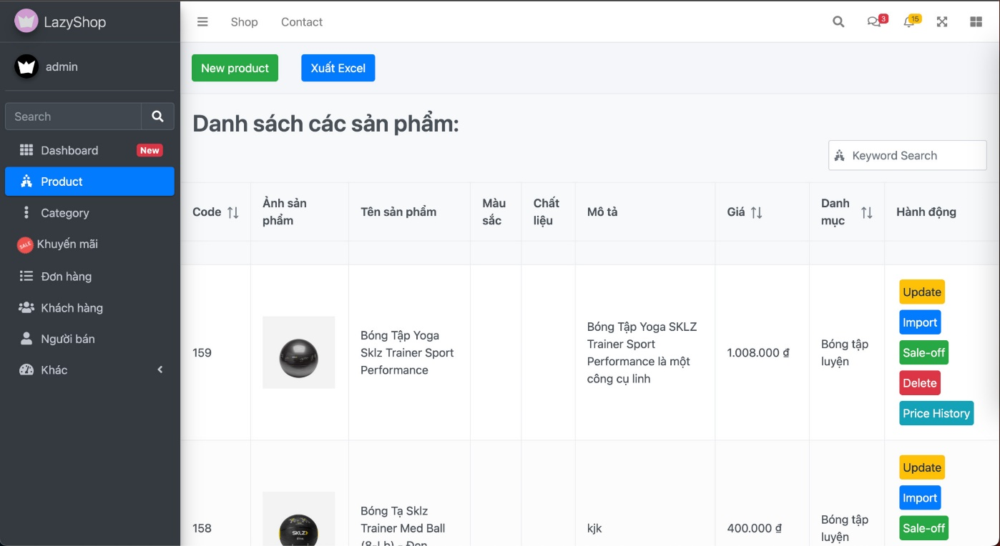 LazyShop
Shop
Contact
3
15
admin
New product
Xuất Excel
Search
Dashboard
New
Product
Category
SALE
Khuyến mãi
Đơn hàng
Khách hàng
Người bán
Khác
Danh sách các sản phẩm:
Keyword Search
Code
Ảnh sản
phẩm
Tên sản phẩm
Màu
sắc
Chất
liệu
Mô tả
Giá
Danh
mục
Hành động
159
Bóng Tập Yoga
Sklz Trainer Sport
Performance
Bóng Tập Yoga SKLZ
Trainer Sport
Performance là một
công cụ linh
1.008.000 ₫
Bóng tập
luyện
Update
Import
Sale-off
Delete
Price History
158
SKLZ
Bóng Tạ Sklz
Trainer Med Ball
(8-Lb) - Đen
kjk
400.000 ₫
Bóng tập
luyện
Update
Import
Sale-off